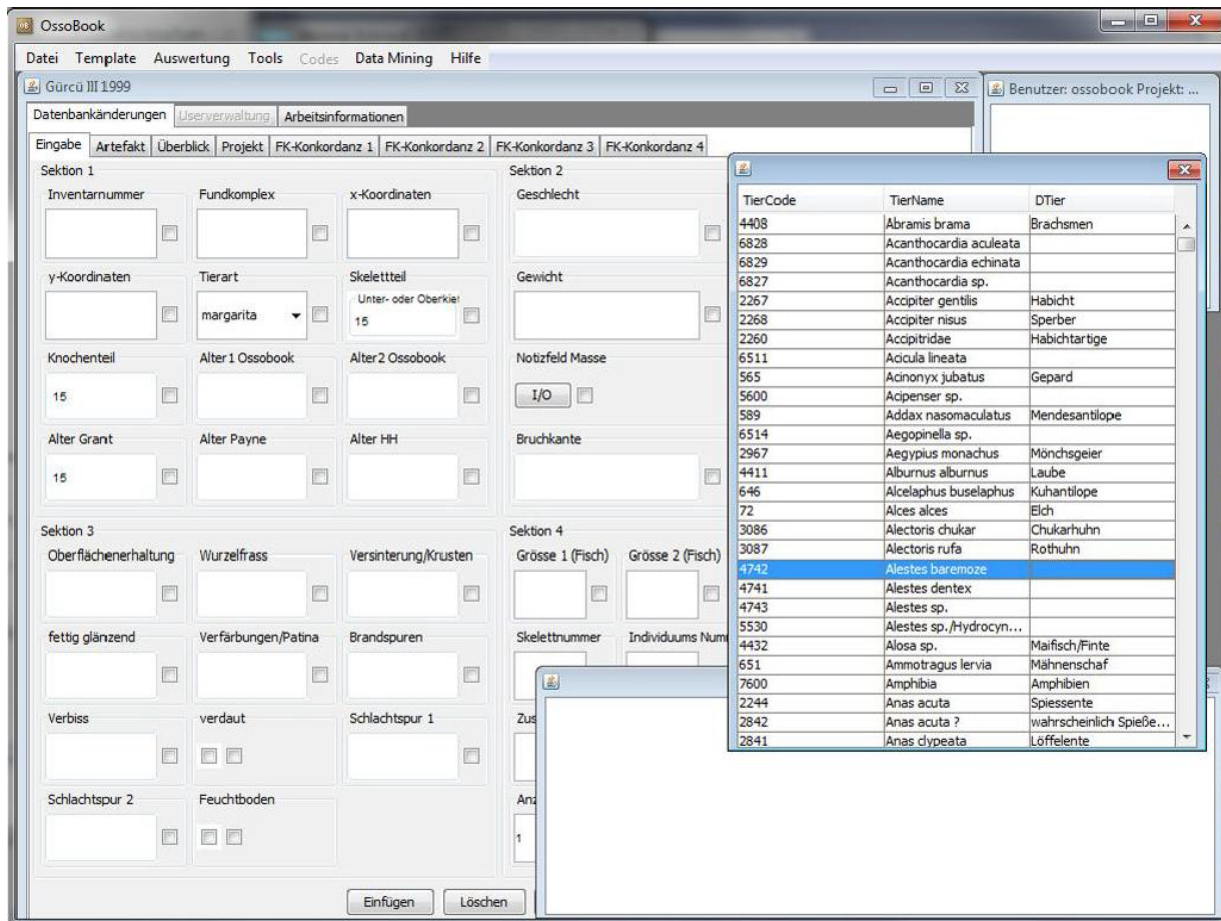 OssoBook
Datei Template Auswertung Tools Codes Data Mining Hilfe
Gürcü III 1999
Datenbankänderungen Userverwaltung Arbeitsinformationen
Eingabe Artefakt Überblick Projekt FK-Konkordanz 1 FK-Konkordanz 2 FK-Konkordanz 3 FK-Konkordanz 4
Sektion 1
Inventarnummer Fundkomplex x-Koordinaten
y-Koordinaten Tierart Skelettteil
margarita
Unter- oder Oberkief
15
Knochenteil Alter1 Ossobook Alter2 Ossobook
15
Alter Grant Alter Payne Alter HH
15
Sektion 2
Geschlecht
Gewicht
Notizfeld Masse
I/O
Bruchkante
Sektion 3
Oberflächenerhaltung Wurzelfrass Versinterung/Krusten
fettig glänzend Verfärbungen/Patina Brandspuren
Verbiss verdaut Schlachtspur 1
Schlachtspur 2 Feuchtboden
Sektion 4
Grösse 1 (Fisch) Grösse 2 (Fisch)
Skelettnummer Individuums Num
Zus
Anz
1
Einfügen Löschen
Benutzer: ossobook Projekt: ...
TierCode TierName DTier
4408 Abramis brama Brachsmen
6828 Acanthocardia aculeata
6829 Acanthocardia echinata
6827 Acanthocardia sp.
2267 Accipiter gentilis Habicht
2268 Accipiter nisus Sperber
2260 Accipitridae Habichtartige
6511 Acicula lineata
565 Acinonyx jubatus Gepard
5600 Acipenser sp.
589 Addax nasomaculatus Mendesantilope
6514 Aegopinella sp.
2967 Aegypius monachus Mönchsgeier
4411 Alburnus alburnus Laube
646 Alcelaphus buselaphus Kuhantilope
72 Alces alces Elch
3086 Alectoris chukar Chukarhuhn
3087 Alectoris rufa Rothuhn
4742 Alestes baremoze
4741 Alestes dentex
4743 Alestes sp.
5530 Alestes sp./Hydrocyn...
4432 Alosa sp. Maifisch/Finte
651 Ammotragus lervia Mähnenschaf
7600 Amphibia Amphibien
2244 Anas acuta Spiessente
2842 Anas acuta ? wahrscheinlich Spieße...
2841 Anas clypeata Löffelente